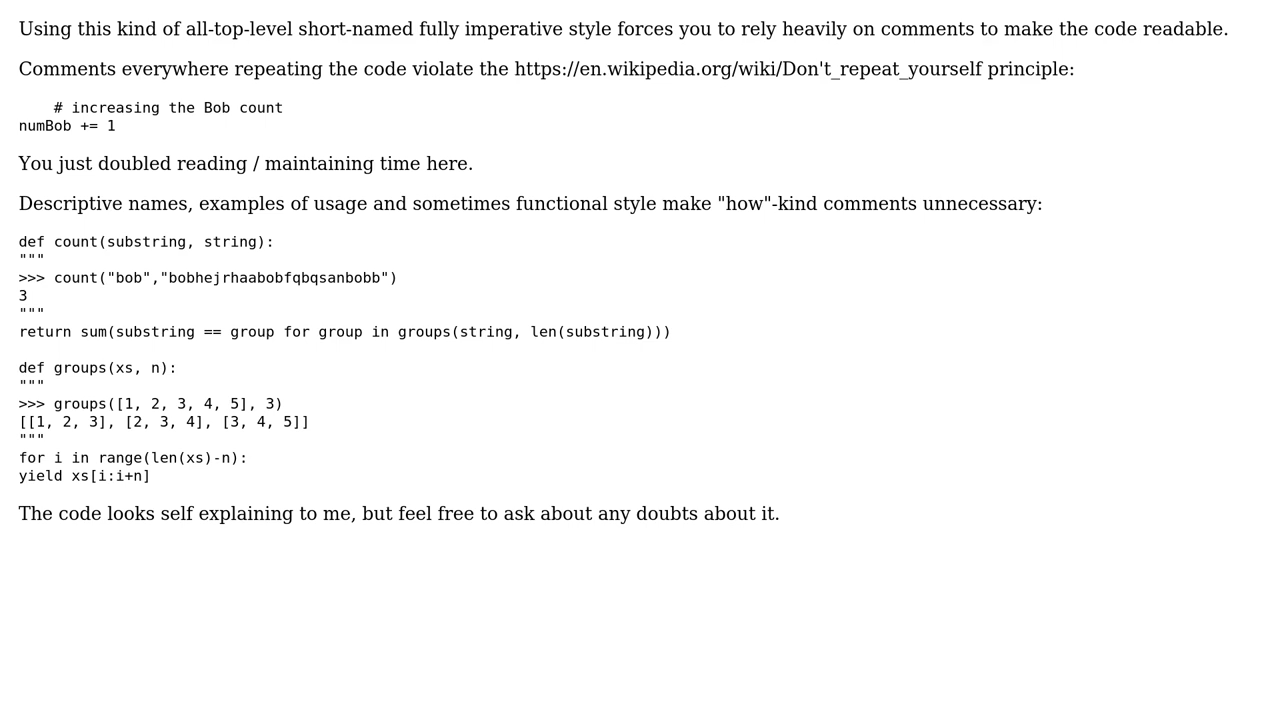 Using this kind of all-top-level short-named fully imperative style forces you to rely heavily on comments to make the code readable.
Comments everywhere repeating the code violate the https://en.wikipedia.org/wiki/Don't_repeat_yourself principle:
# increasing the Bob count
numBob += 1
You just doubled reading / maintaining time here.
Descriptive names, examples of usage and sometimes functional style make "how"-kind comments unnecessary:
def count(substring, string):
"""
>>> count("bob","bobhejrhaabobfqbqsanbobb")
3
"""
return sum(substring == group for group in groups(string, len(substring)))
def groups(xs, n):
"""
>>> groups([1, 2, 3, 4, 5], 3)
[[1, 2, 3], [2, 3, 4], [3, 4, 5]]
"""
for i in range(len(xs)-n):
yield xs[i:i+n]
The code looks self explaining to me, but feel free to ask about any doubts about it.